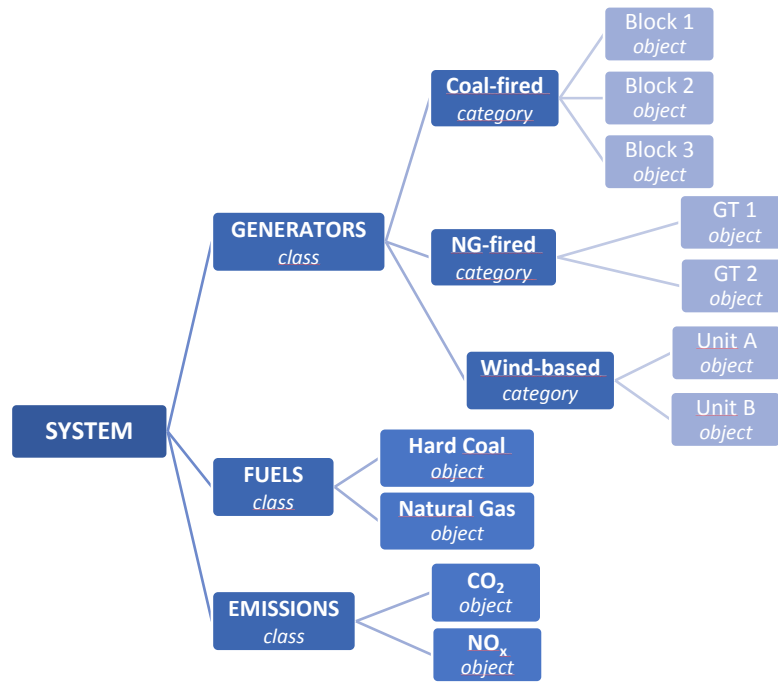 Block 1
object
Coal-fired
category
Block 2
object
Block 3
object
GENERATORS
class
NG-fired
category
GT 1
object
GT 2
object
Wind-based
category
Unit A
object
Unit B
object
SYSTEM
FUELS
class
Hard Coal
object
Natural Gas
object
EMISSIONS
class
CO₂
object
NOₓ
object